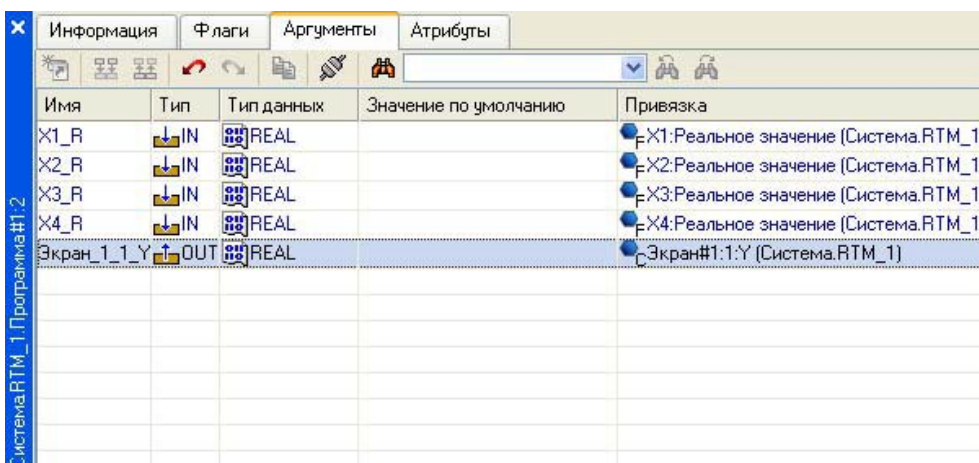 Информация Флаги Аргументы Атрибуты
Имя Тип Тип данных Значение по умолчанию Привязка
X1_R IN REAL X1:Реальное значение (Система.RTM_1
X2_R IN REAL X2:Реальное значение (Система.RTM_1
X3_R IN REAL X3:Реальное значение (Система.RTM_1
X4_R IN REAL X4:Реальное значение (Система.RTM_1
Экран_1_1_Y OUT REAL Экран#1:1:Y (Система.RTM_1)
Система.RTM_1.Программа#1:2